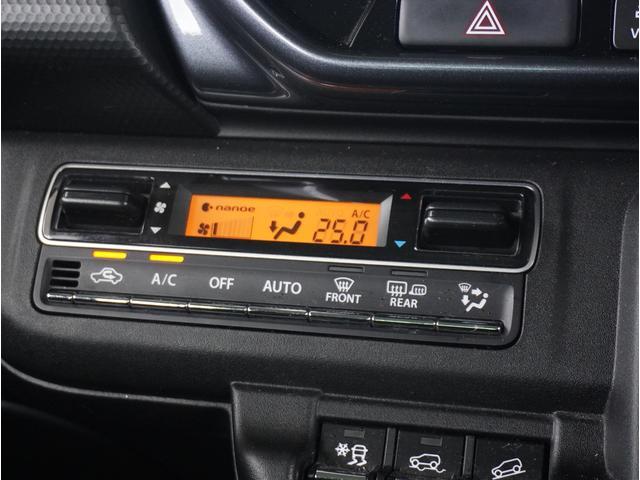 V
nanoe
A/C
25.0
A/C OFF AUTO FRONT REAR